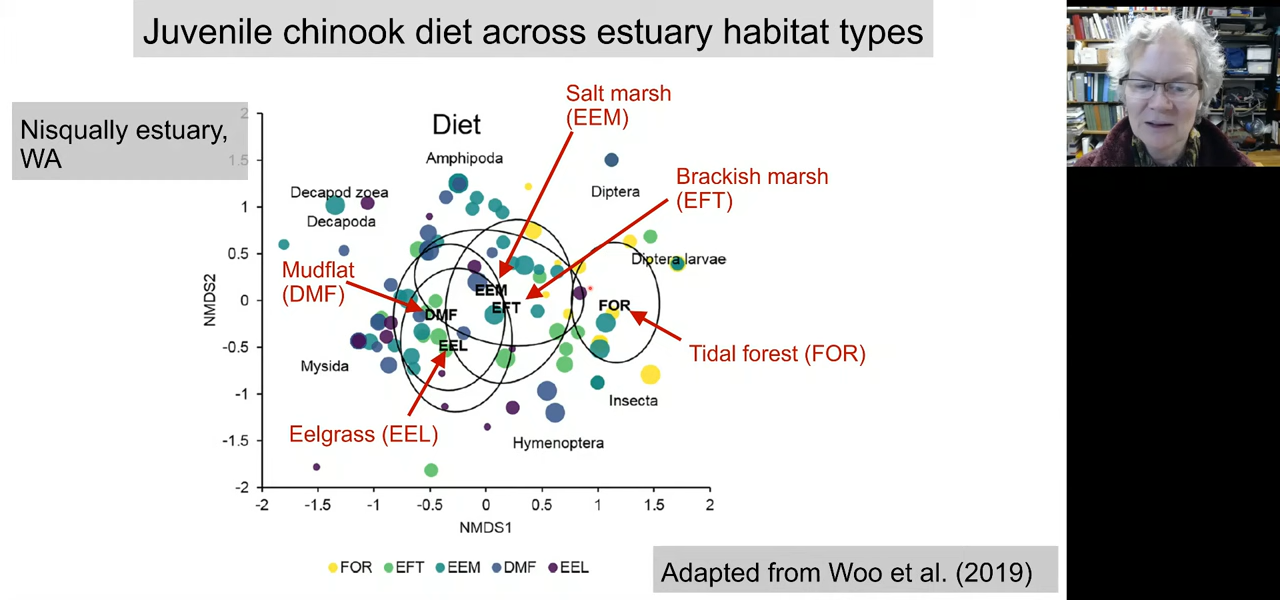 Juvenile chinook diet across estuary habitat types
Nisqually estuary,
WA
Diet
Salt marsh
(EEM)
Brackish marsh
(EFT)
Mudflat
(DMF)
Eelgrass (EEL)
Tidal forest (FOR)
Amphipoda
Decapod zoea
Decapoda
Diptera
Diptera larvae
Mysida
Insecta
Hymenoptera
EEM
EFT
DMF
EEL
FOR
NMDS2
2
1.5
1
0.5
0
-0.5
-1
-1.5
-2
-2 -1.5 -1 -0.5 0 0.5 1 1.5 2
NMDS1
FOR EFT EEM DMF EEL
Adapted from Woo et al. (2019)